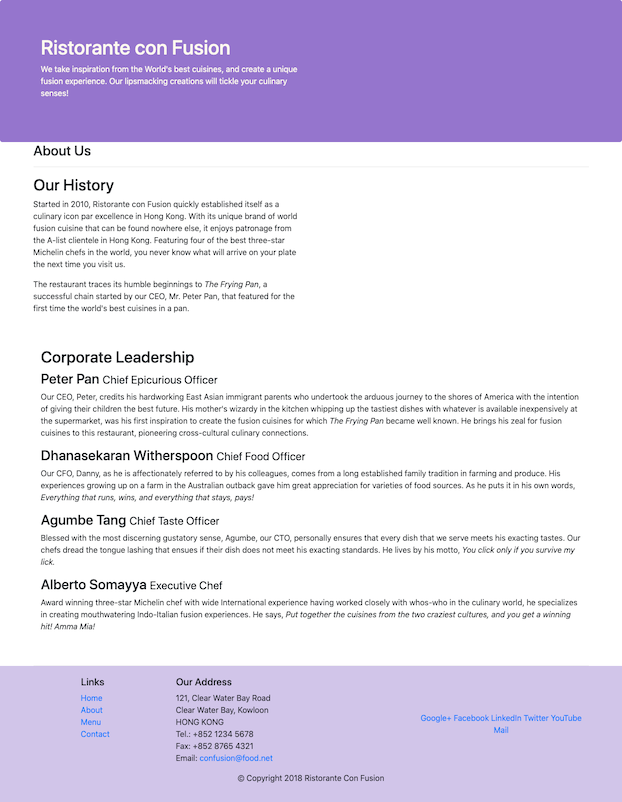 Ristorante con Fusion
We take inspiration from the World's best cuisines, and create a unique
fusion experience. Our lipsmacking creations will tickle your culinary
senses!
About Us
Our History
Started in 2010, Ristorante con Fusion quickly established itself as a
culinary icon par excellence in Hong Kong. With its unique brand of world
fusion cuisine that can be found nowhere else, it enjoys patronage from
the A-list clientele in Hong Kong. Featuring four of the best three-star
Michelin chefs in the world, you never know what will arrive on your plate
the next time you visit us.
The restaurant traces its humble beginnings to The Frying Pan, a
successful chain started by our CEO, Mr. Peter Pan, that featured for the
first time the world's best cuisines in a pan.
Corporate Leadership
Peter Pan Chief Epicurious Officer
Our CEO, Peter, credits his hardworking East Asian immigrant parents who undertook the arduous journey to the shores of America with the intention
of giving their children the best future. His mother's wizardy in the kitchen whipping up the tastiest dishes with whatever is available inexpensively at
the supermarket, was his first inspiration to create the fusion cuisines for which The Frying Pan became well known. He brings his zeal for fusion
cuisines to this restaurant, pioneering cross-cultural culinary connections.
Dhanasekaran Witherspoon Chief Food Officer
Our CFO, Danny, as he is affectionately referred to by his colleagues, comes from a long established family tradition in farming and produce. His
experiences growing up on a farm in the Australian outback gave him great appreciation for varieties of food sources. As he puts it in his own words,
Everything that runs, wins, and everything that stays, pays!
Agumbe Tang Chief Taste Officer
Blessed with the most discerning gustatory sense, Agumbe, our CTO, personally ensures that every dish that we serve meets his exacting tastes. Our
chefs dread the tongue lashing that ensues if their dish does not meet his exacting standards. He lives by his motto, You click only if you survive my
lick.
Alberto Somayya Executive Chef
Award winning three-star Michelin chef with wide International experience having worked closely with whos-who in the culinary world, he specializes
in creating mouthwatering Indo-Italian fusion experiences. He says, Put together the cuisines from the two craziest cultures, and you get a winning
hit! Amma Mia!
Links
Home
About
Menu
Contact
Our Address
121, Clear Water Bay Road
Clear Water Bay, Kowloon
HONG KONG
Tel.: +852 1234 5678
Fax: +852 8765 4321
Email: confusion@food.net
Google+ Facebook LinkedIn Twitter YouTube
Mail
© Copyright 2018 Ristorante Con Fusion